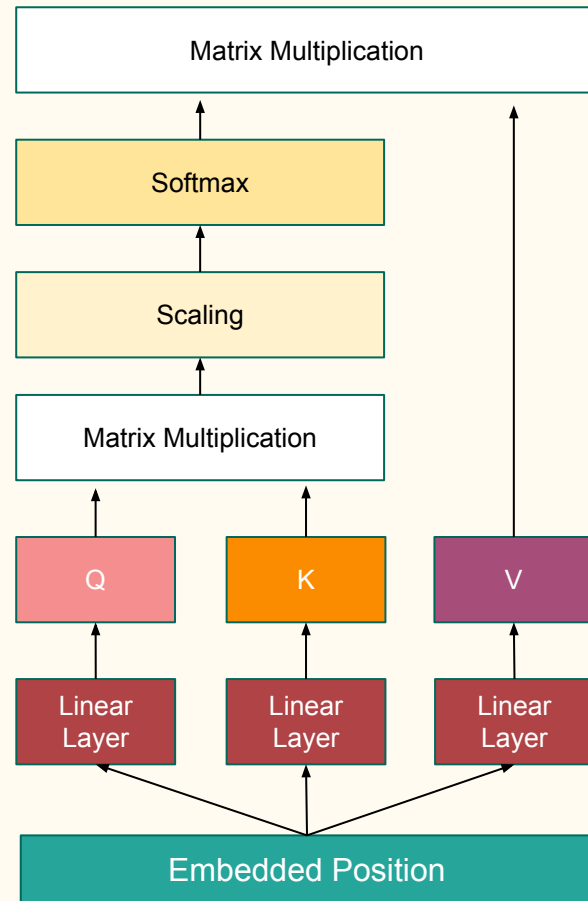 Matrix Multiplication
Softmax
Scaling
Matrix Multiplication
Q
K
V
Linear
Layer
Linear
Layer
Linear
Layer
Embedded Position